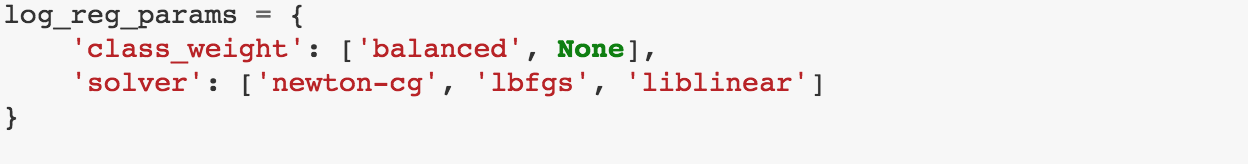 log_reg_params = {
    'class_weight': ['balanced', None],
    'solver': ['newton-cg', 'lbfgs', 'liblinear']
}